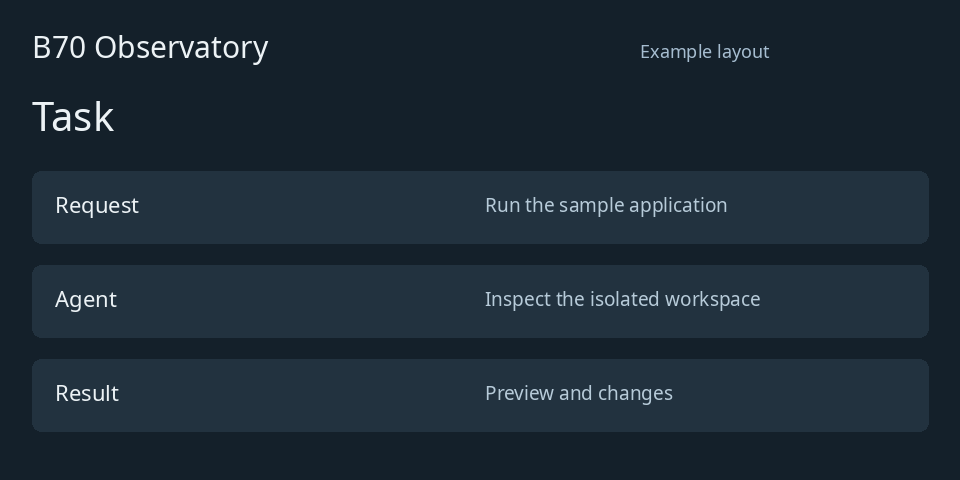 B70 Observatory
Example layout
Task
Request
Run the sample application
Agent
Inspect the isolated workspace
Result
Preview and changes